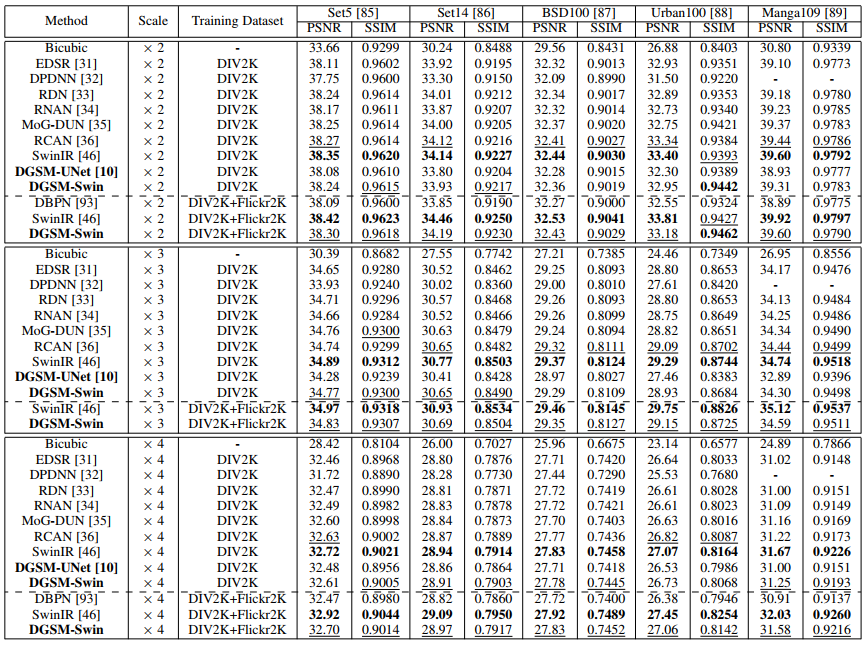 Method Scale Training Dataset Set5 [85] Set14 [86] BSD100 [87] Urban100 [88] Manga109 [89]
PSNR SSIM PSNR SSIM PSNR SSIM PSNR SSIM PSNR SSIM
Bicubic × 2 - 33.66 0.9299 30.24 0.8488 29.56 0.8431 26.88 0.8403 30.80 0.9339
EDSR [31] × 2 DIV2K 38.11 0.9602 33.92 0.9195 32.32 0.9013 32.93 0.9351 39.10 0.9773
DPDNN [32] × 2 DIV2K 37.75 0.9600 33.30 0.9150 32.09 0.8990 31.50 0.9220 - -
RDN [33] × 2 DIV2K 38.24 0.9614 34.01 0.9212 32.34 0.9017 32.89 0.9353 39.18 0.9780
RNAN [34] × 2 DIV2K 38.17 0.9611 33.87 0.9207 32.32 0.9014 32.73 0.9340 39.23 0.9785
MoG-DUN [35] × 2 DIV2K 38.25 0.9614 34.00 0.9205 32.37 0.9020 32.75 0.9421 39.37 0.9783
RCAN [36] × 2 DIV2K 38.27 0.9614 34.12 0.9216 32.41 0.9027 33.34 0.9384 39.44 0.9786
SwinIR [46] × 2 DIV2K 38.35 0.9620 34.14 0.9227 32.44 0.9030 33.40 0.9393 39.60 0.9792
DGSM-UNet [10] × 2 DIV2K 38.08 0.9610 33.80 0.9204 32.28 0.9015 32.30 0.9389 38.93 0.9777
DGSM-Swin × 2 DIV2K 38.24 0.9615 33.93 0.9217 32.36 0.9019 32.95 0.9442 39.31 0.9783
DBPN [93] × 2 DIV2K+Flickr2K 38.09 0.9600 33.85 0.9190 32.27 0.9000 32.55 0.9324 38.89 0.9775
SwinIR [46] × 2 DIV2K+Flickr2K 38.42 0.9623 34.46 0.9250 32.53 0.9041 33.81 0.9427 39.92 0.9797
DGSM-Swin × 2 DIV2K+Flickr2K 38.30 0.9618 34.19 0.9230 32.43 0.9029 33.18 0.9462 39.60 0.9790
Bicubic × 3 - 30.39 0.8682 27.55 0.7742 27.21 0.7385 24.46 0.7349 26.95 0.8556
EDSR [31] × 3 DIV2K 34.65 0.9280 30.52 0.8462 29.25 0.8093 28.80 0.8653 34.17 0.9476
DPDNN [32] × 3 DIV2K 33.93 0.9240 30.02 0.8360 29.00 0.8010 27.61 0.8420 - -
RDN [33] × 3 DIV2K 34.71 0.9296 30.57 0.8468 29.26 0.8093 28.80 0.8653 34.13 0.9484
RNAN [34] × 3 DIV2K 34.66 0.9284 30.52 0.8466 29.26 0.8099 28.75 0.8649 34.25 0.9486
MoG-DUN [35] × 3 DIV2K 34.76 0.9300 30.63 0.8479 29.24 0.8094 28.82 0.8651 34.34 0.9490
RCAN [36] × 3 DIV2K 34.74 0.9299 30.65 0.8482 29.32 0.8111 29.09 0.8702 34.44 0.9499
SwinIR [46] × 3 DIV2K 34.89 0.9312 30.77 0.8503 29.37 0.8124 29.29 0.8744 34.74 0.9518
DGSM-UNet [10] × 3 DIV2K 34.28 0.9239 30.41 0.8428 28.97 0.8027 27.46 0.8383 32.89 0.9396
DGSM-Swin × 3 DIV2K 34.77 0.9300 30.65 0.8490 29.29 0.8109 28.93 0.8684 34.30 0.9498
SwinIR [46] × 3 DIV2K+Flickr2K 34.97 0.9318 30.93 0.8534 29.46 0.8145 29.75 0.8826 35.12 0.9537
DGSM-Swin × 3 DIV2K+Flickr2K 34.83 0.9307 30.69 0.8504 29.35 0.8127 29.15 0.8725 34.59 0.9511
Bicubic × 4 - 28.42 0.8104 26.00 0.7027 25.96 0.6675 23.14 0.6577 24.89 0.7866
EDSR [31] × 4 DIV2K 32.46 0.8968 28.80 0.7876 27.71 0.7420 26.64 0.8033 31.02 0.9148
DPDNN [32] × 4 DIV2K 31.72 0.8890 28.28 0.7730 27.44 0.7290 25.53 0.7680 - -
RDN [33] × 4 DIV2K 32.47 0.8990 28.81 0.7871 27.72 0.7419 26.61 0.8028 31.00 0.9151
RNAN [34] × 4 DIV2K 32.49 0.8982 28.83 0.7878 27.72 0.7421 26.61 0.8023 31.09 0.9149
MoG-DUN [35] × 4 DIV2K 32.60 0.8998 28.84 0.7873 27.70 0.7403 26.63 0.8016 31.16 0.9169
RCAN [36] × 4 DIV2K 32.63 0.9002 28.87 0.7889 27.77 0.7436 26.82 0.8087 31.22 0.9173
SwinIR [46] × 4 DIV2K 32.72 0.9021 28.94 0.7914 27.83 0.7458 27.07 0.8164 31.67 0.9226
DGSM-UNet [10] × 4 DIV2K 32.48 0.8956 28.86 0.7864 27.71 0.7418 26.53 0.7986 31.00 0.9151
DGSM-Swin × 4 DIV2K 32.61 0.9005 28.91 0.7903 27.78 0.7445 26.73 0.8068 31.25 0.9193
DBPN [93] × 4 DIV2K+Flickr2K 32.47 0.8980 28.82 0.7860 27.72 0.7400 26.38 0.7946 30.91 0.9137
SwinIR [46] × 4 DIV2K+Flickr2K 32.92 0.9044 29.09 0.7950 27.92 0.7489 27.45 0.8254 32.03 0.9260
DGSM-Swin × 4 DIV2K+Flickr2K 32.70 0.9014 28.97 0.7917 27.83 0.7452 27.06 0.8142 31.58 0.9216